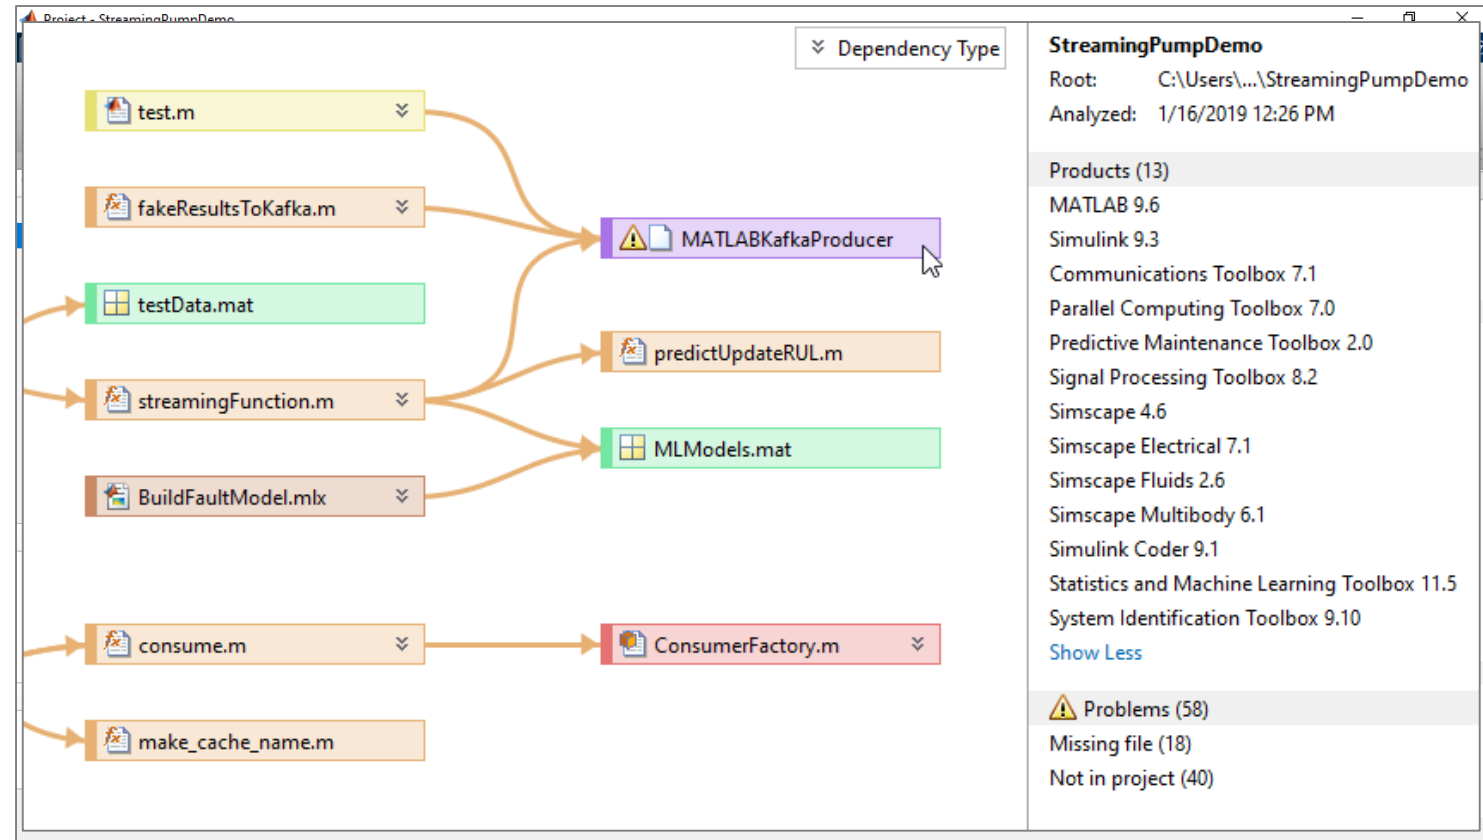 Project - StreamingPumpDemo
Dependency Type
test.m
fakeResultsToKafka.m
testData.mat
streamingFunction.m
BuildFaultModel.mlx
consume.m
make_cache_name.m
MATLABKafkaProducer
predictUpdateRUL.m
MLModels.mat
ConsumerFactory.m
StreamingPumpDemo
Root: C:\Users\...\StreamingPumpDemo
Analyzed: 1/16/2019 12:26 PM
Products (13)
MATLAB 9.6
Simulink 9.3
Communications Toolbox 7.1
Parallel Computing Toolbox 7.0
Predictive Maintenance Toolbox 2.0
Signal Processing Toolbox 8.2
Simscape 4.6
Simscape Electrical 7.1
Simscape Fluids 2.6
Simscape Multibody 6.1
Simulink Coder 9.1
Statistics and Machine Learning Toolbox 11.5
System Identification Toolbox 9.10
Show Less
Problems (58)
Missing file (18)
Not in project (40)